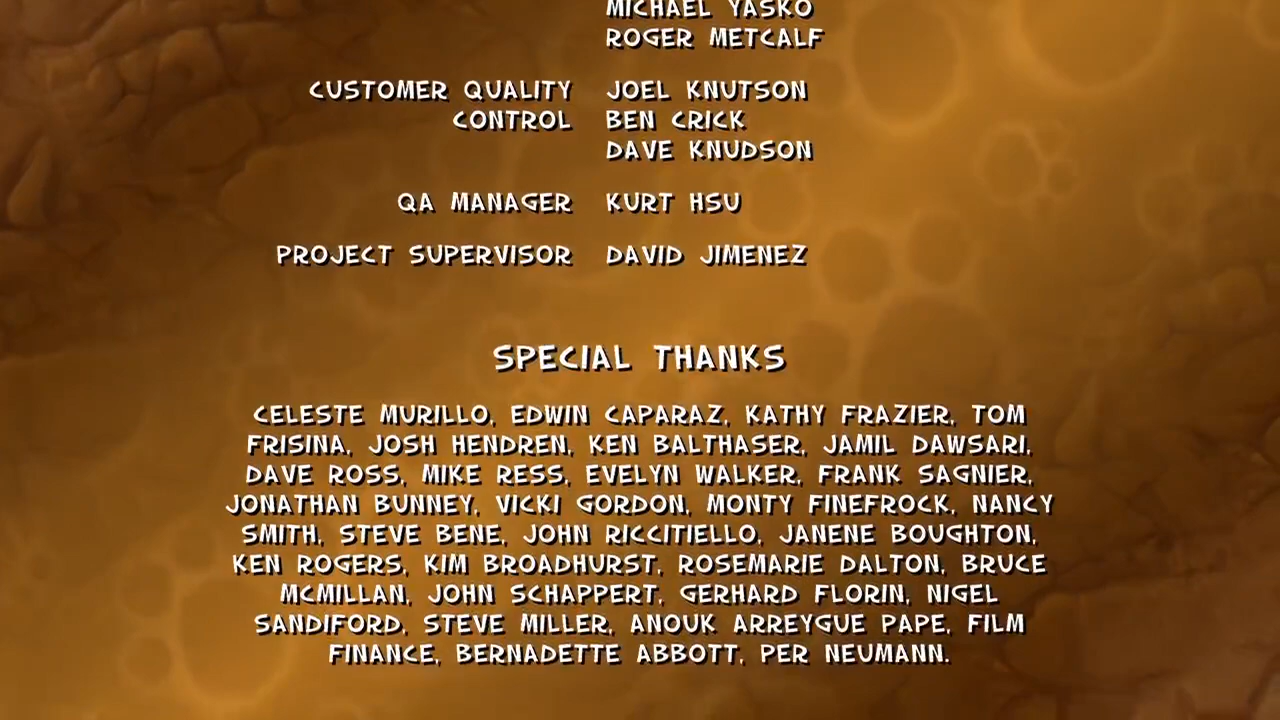 MICHAEL YASKO
ROGER METCALF
CUSTOMER QUALITY JOEL KNUTSON
CONTROL BEN CRICK
DAVE KNUDSON
QA MANAGER KURT HSU
PROJECT SUPERVISOR DAVID JIMENEZ
SPECIAL THANKS
CELESTE MURILLO, EDWIN CAPARAZ, KATHY FRAZIER, TOM
FRISINA, JOSH HENDREN, KEN BALTHASER, JAMIL DAWSARI,
DAVE ROSS, MIKE RESS, EVELYN WALKER, FRANK SAGNIER,
JONATHAN BUNNEY, VICKI GORDON, MONTY FINEFROCK, NANCY
SMITH, STEVE BENE, JOHN RICCITIELLO, JANENE BOUGHTON,
KEN ROGERS, KIM BROADHURST, ROSEMARIE DALTON, BRUCE
MCMILLAN, JOHN SCHAPPERT, GERHARD FLORIN, NIGEL
SANDIFORD, STEVE MILLER, ANOUK ARREYGUE PAPE, FILM
FINANCE, BERNADETTE ABBOTT, PER NEUMANN.